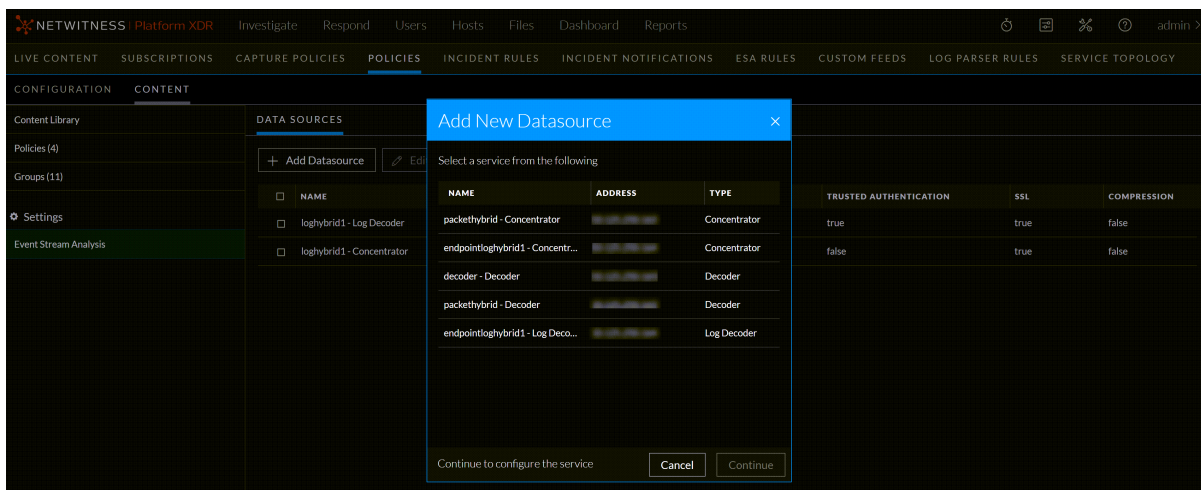 NETWITNESS Platform XDR Investigate Respond Users Hosts Files Dashboard Reports admin
LIVE CONTENT SUBSCRIPTIONS CAPTURE POLICIES POLICIES INCIDENT RULES INCIDENT NOTIFICATIONS ESA RULES CUSTOM FEEDS LOG PARSER RULES SERVICE TOPOLOGY
CONFIGURATION CONTENT
Content Library
Policies (4)
Groups (11)
Settings
Event Stream Analysis
DATA SOURCES
+ Add Datasource Edi
NAME TRUSTED AUTHENTICATION SSL COMPRESSION
loghybrid1 - Log Decoder true true false
loghybrid1 - Concentrator false true false
Add New Datasource ×
Select a service from the following
NAME ADDRESS TYPE
packethybrid - Concentrator Concentrator
endpointloghybrid1 - Concentr... Concentrator
decoder - Decoder Decoder
packethybrid - Decoder Decoder
endpointloghybrid1 - Log Deco... Log Decoder
Continue to configure the service Cancel Continue